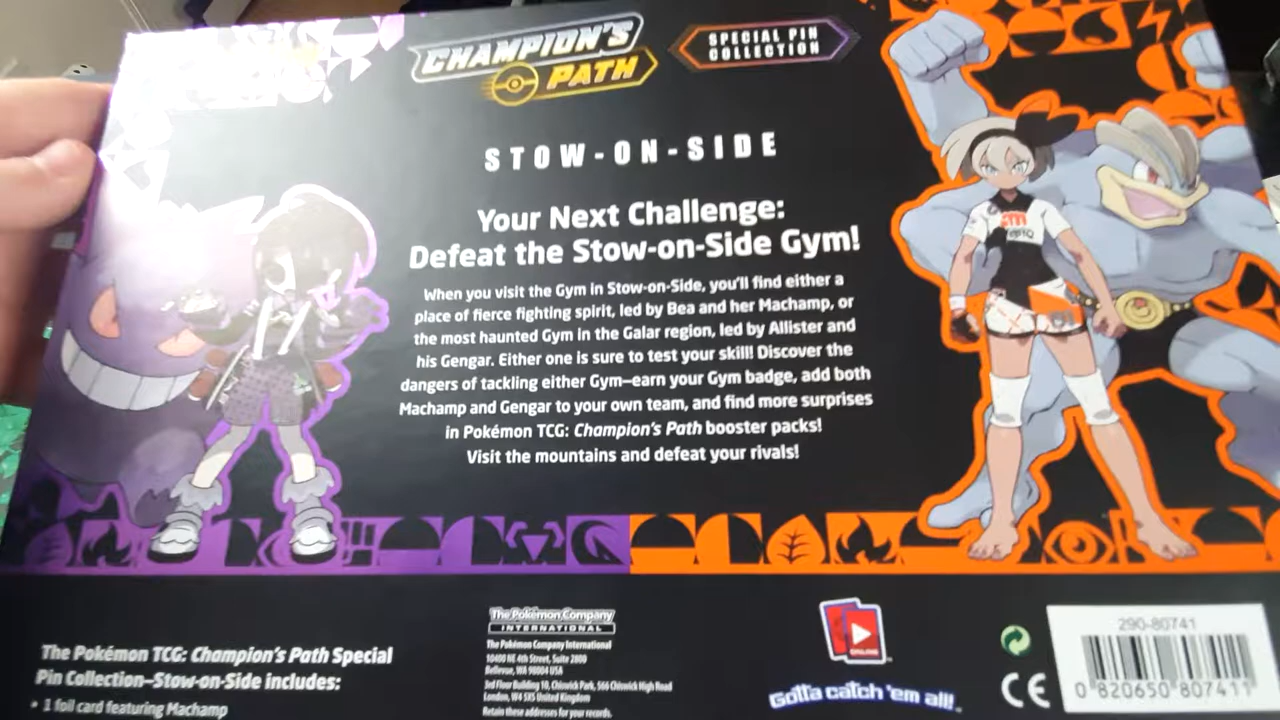 CHAMPION'S
PATH
SPECIAL PIN
COLLECTION
STOW-ON-SIDE
Your Next Challenge:
Defeat the Stow-on-Side Gym!
When you visit the Gym in Stow-on-Side, you'll find either a
place of fierce fighting spirit, led by Bea and her Machamp, or
the most haunted Gym in the Galar region, led by Allister and
his Gengar. Either one is sure to test your skill! Discover the
dangers of tackling either Gym—earn your Gym badge, add both
Machamp and Gengar to your own team, and find more surprises
in Pokémon TCG: Champion's Path booster packs!
Visit the mountains and defeat your rivals!
The Pokémon TCG: Champion's Path Special
Pin Collection—Stow-on-Side includes:
• 1 foil card featuring Machamp
The Pokémon Company
INTERNATIONAL
The Pokémon Company International
10400 NE 4th Street, Suite 2800
Bellevue, WA 98004 USA
3rd Floor Building 10, Chiswick Park, 566 Chiswick High Road
London, W4 5XS United Kingdom
Retain these addresses for your records.
ONLINE
Gotta catch 'em all!
CE
290-80741
0 820650 807411